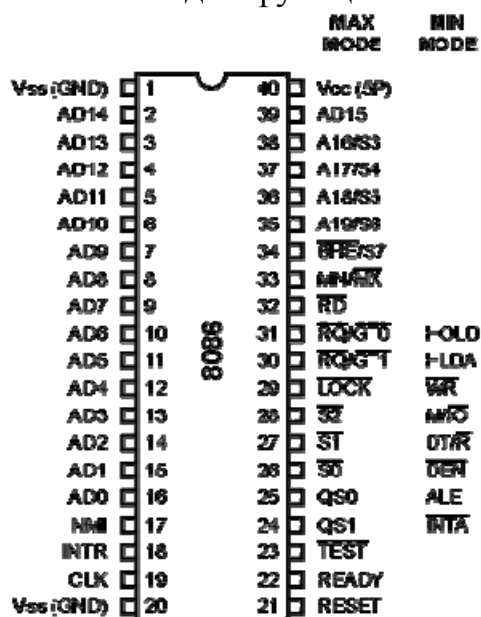 MAX MIN
MODE MODE
Vss (GND) 1 40 Vcc (5P)
AD14 2 39 AD15
AD13 3 38 A16/S3
AD12 4 37 A17/S4
AD11 5 36 A18/S5
AD10 6 35 A19/S6
AD9 7 34 BHE/S7
AD8 8 33 MN/MX
AD7 9 32 RD
AD6 10 31 RQ/GT0 HOLD
AD5 11 30 RQ/GT1 HLDA
AD4 12 29 LOCK WR
AD3 13 28 S2 M/IO
AD2 14 27 S1 DT/R
AD1 15 26 S0 DEN
AD0 16 25 QS0 ALE
NMI 17 24 QS1 INTA
INTR 18 23 TEST
CLK 19 22 READY
Vss (GND) 20 21 RESET
8086